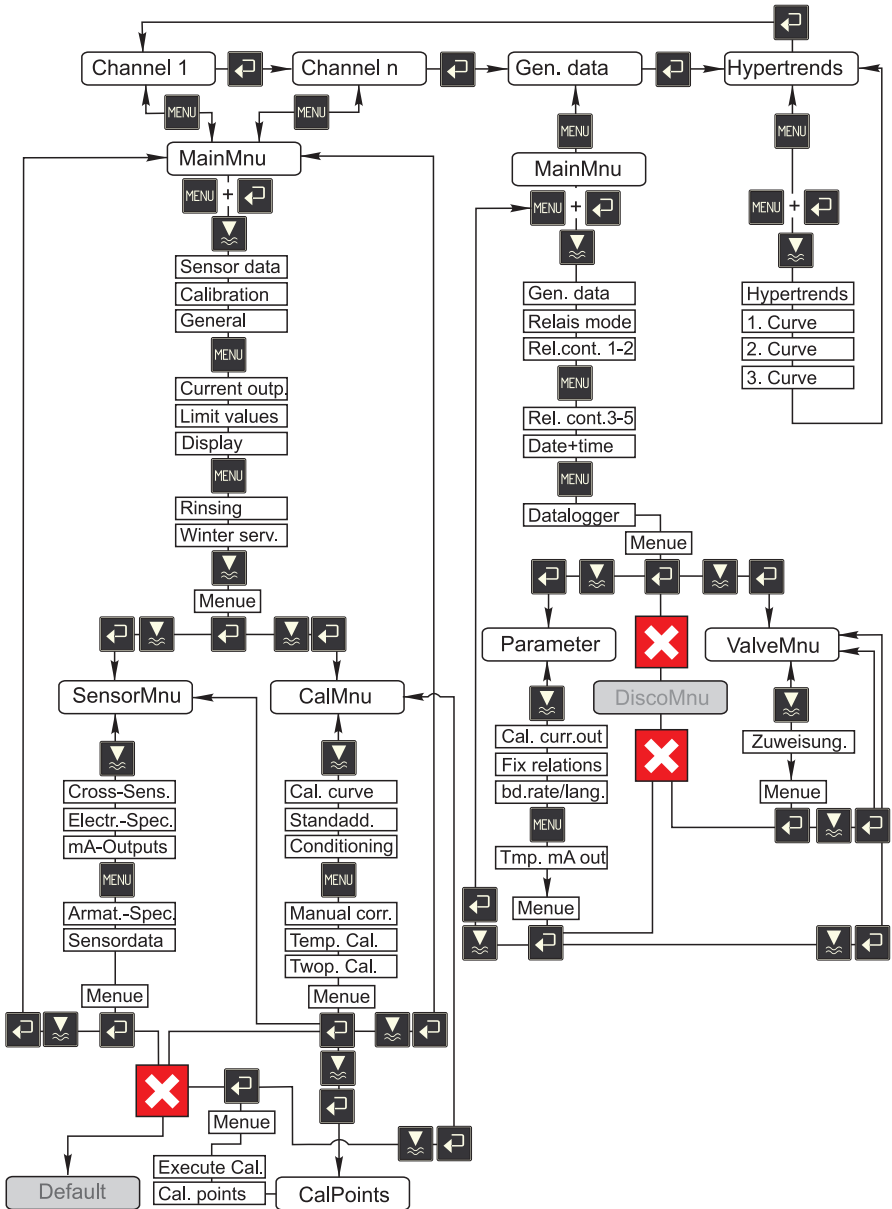 Channel 1
Channel n
Gen. data
Hypertrends
MENU
MENU
MENU
MENU
MainMnu
MainMnu
MENU +
MENU +
MENU +
Sensor data
Calibration
General
MENU
Current outp.
Limit values
Display
MENU
Rinsing
Winter serv.
Menue
Gen. data
Relais mode
Rel.cont. 1-2
MENU
Rel. cont.3-5
Date+time
MENU
Datalogger
Menue
Hypertrends
1. Curve
2. Curve
3. Curve
SensorMnu
CalMnu
Parameter
DiscoMnu
ValveMnu
Cross-Sens.
Electr.-Spec.
mA-Outputs
MENU
Armat.-Spec.
Sensordata
Menue
Cal. curve
Standadd.
Conditioning
MENU
Manual corr.
Temp. Cal.
Twop. Cal.
Menue
Cal. curr.out
Fix relations
bd.rate/lang.
MENU
Tmp. mA out
Menue
Zuweisung.
Menue
Menue
Execute Cal.
Cal. points
Default
CalPoints